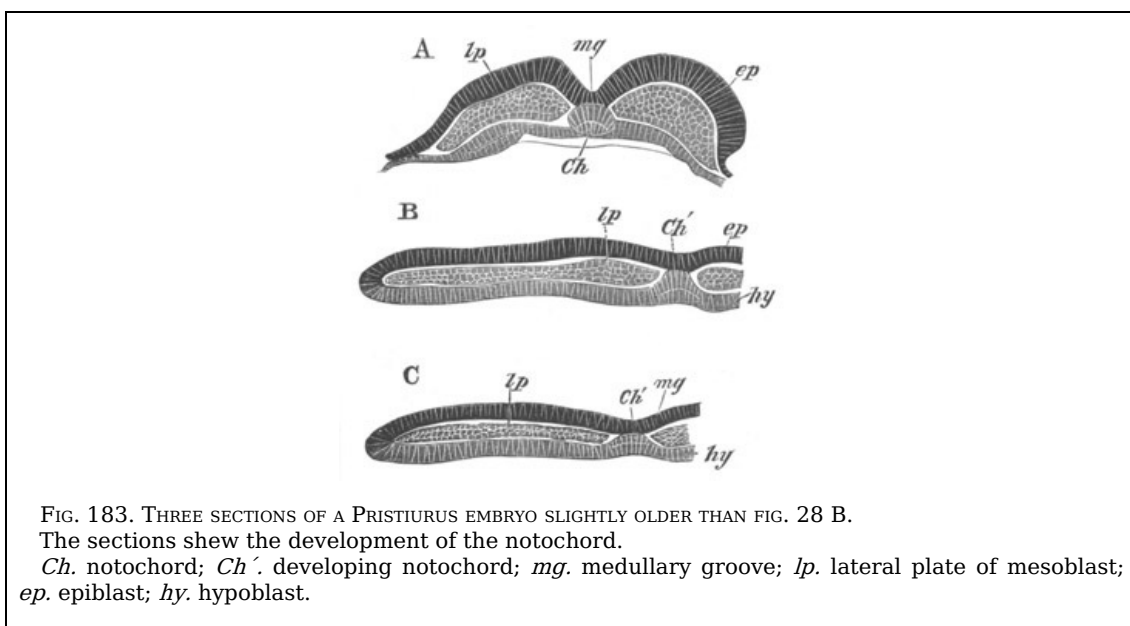 A
lp
mg
ep
Ch
B
lp
Ch′
ep
hy
C
lp
Ch′
mg
hy
FIG. 183. THREE SECTIONS OF A PRISTIURUS EMBRYO SLIGHTLY OLDER THAN FIG. 28 B.
The sections shew the development of the notochord.
Ch. notochord; Ch´. developing notochord; mg. medullary groove; lp. lateral plate of mesoblast;
ep. epiblast; hy. hypoblast.